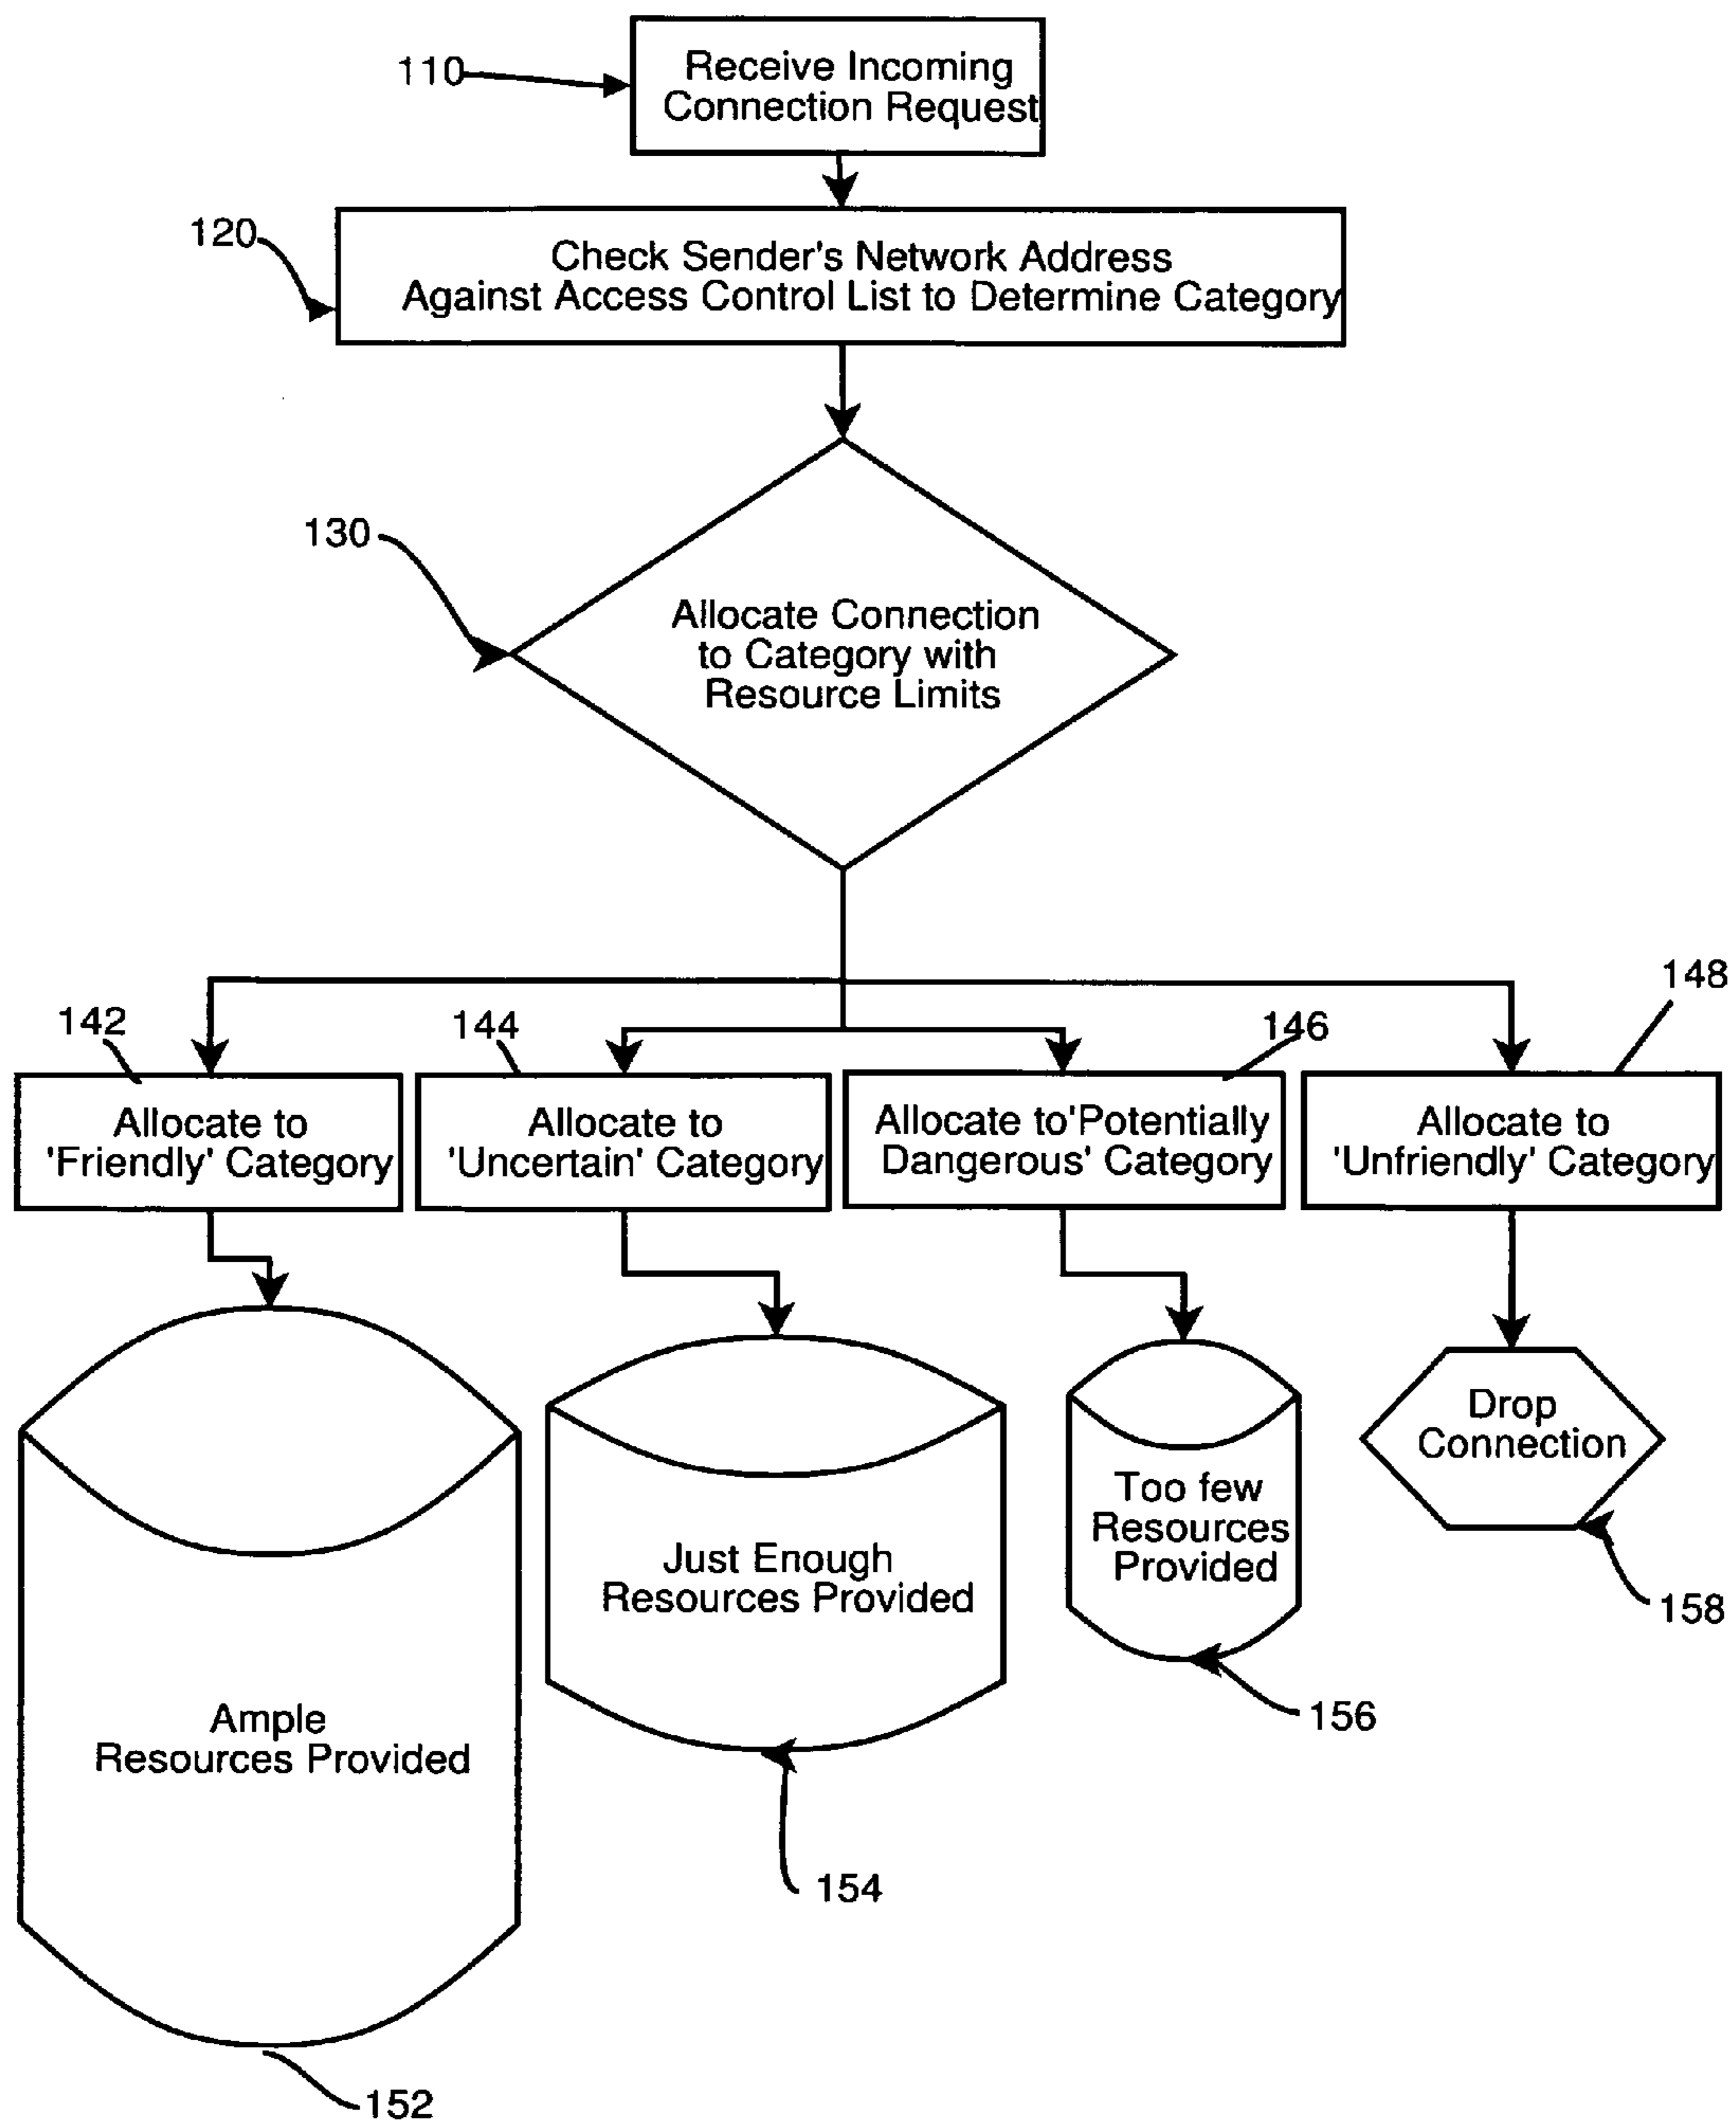 110
Receive Incoming
Connection Request
120
Check Sender's Network Address
Against Access Control List to Determine Category
130
Allocate Connection
to Category with
Resource Limits
142
144
146
148
Allocate to
'Friendly' Category
Allocate to
'Uncertain' Category
Allocate to'Potentially
Dangerous' Category
Allocate to
'Unfriendly' Category
Ample
Resources Provided
152
Just Enough
Resources Provided
154
Too few
Resources
Provided
156
Drop
Connection
158